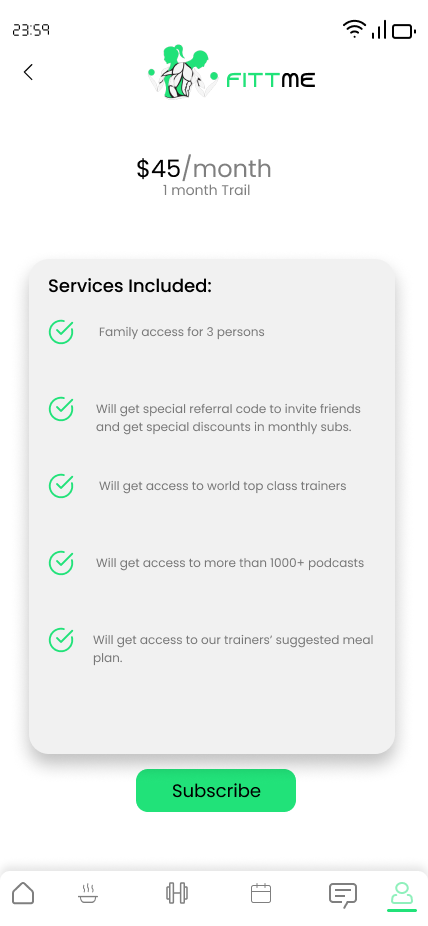 23:59
FITTME
$45/month
1 month Trail
Services Included:
Family access for 3 persons
Will get special referral code to invite friends
and get special discounts in monthly subs.
Will get access to world top class trainers
Will get access to more than 1000+ podcasts
Will get access to our trainers’ suggested meal
plan.
Subscribe